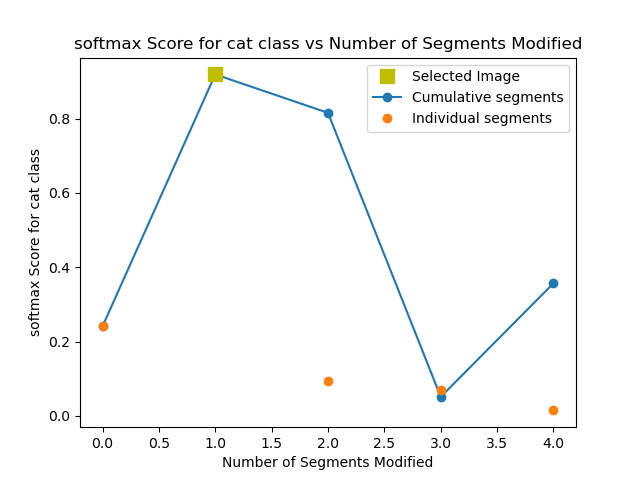 softmax Score for cat class vs Number of Segments Modified
Selected Image
Cumulative segments
Individual segments
softmax Score for cat class
0.8
0.6
0.4
0.2
0.0
0.0 0.5 1.0 1.5 2.0 2.5 3.0 3.5 4.0
Number of Segments Modified